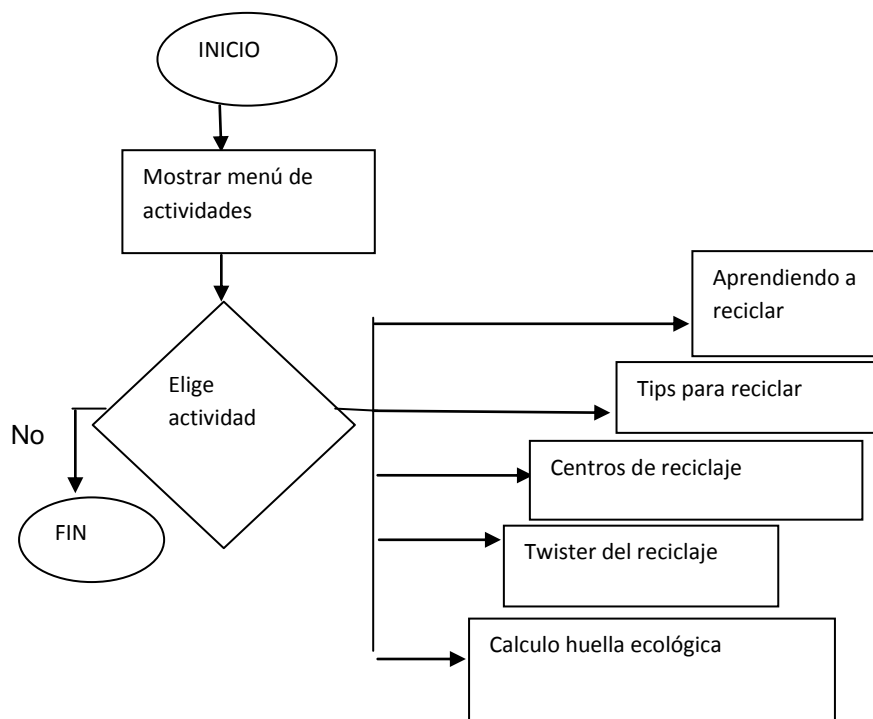 INICIO
Mostrar menú de
actividades
Aprendiendo a
reciclar
Elige
actividad
Tips para reciclar
No
Centros de reciclaje
FIN
Twister del reciclaje
Calculo huella ecológica